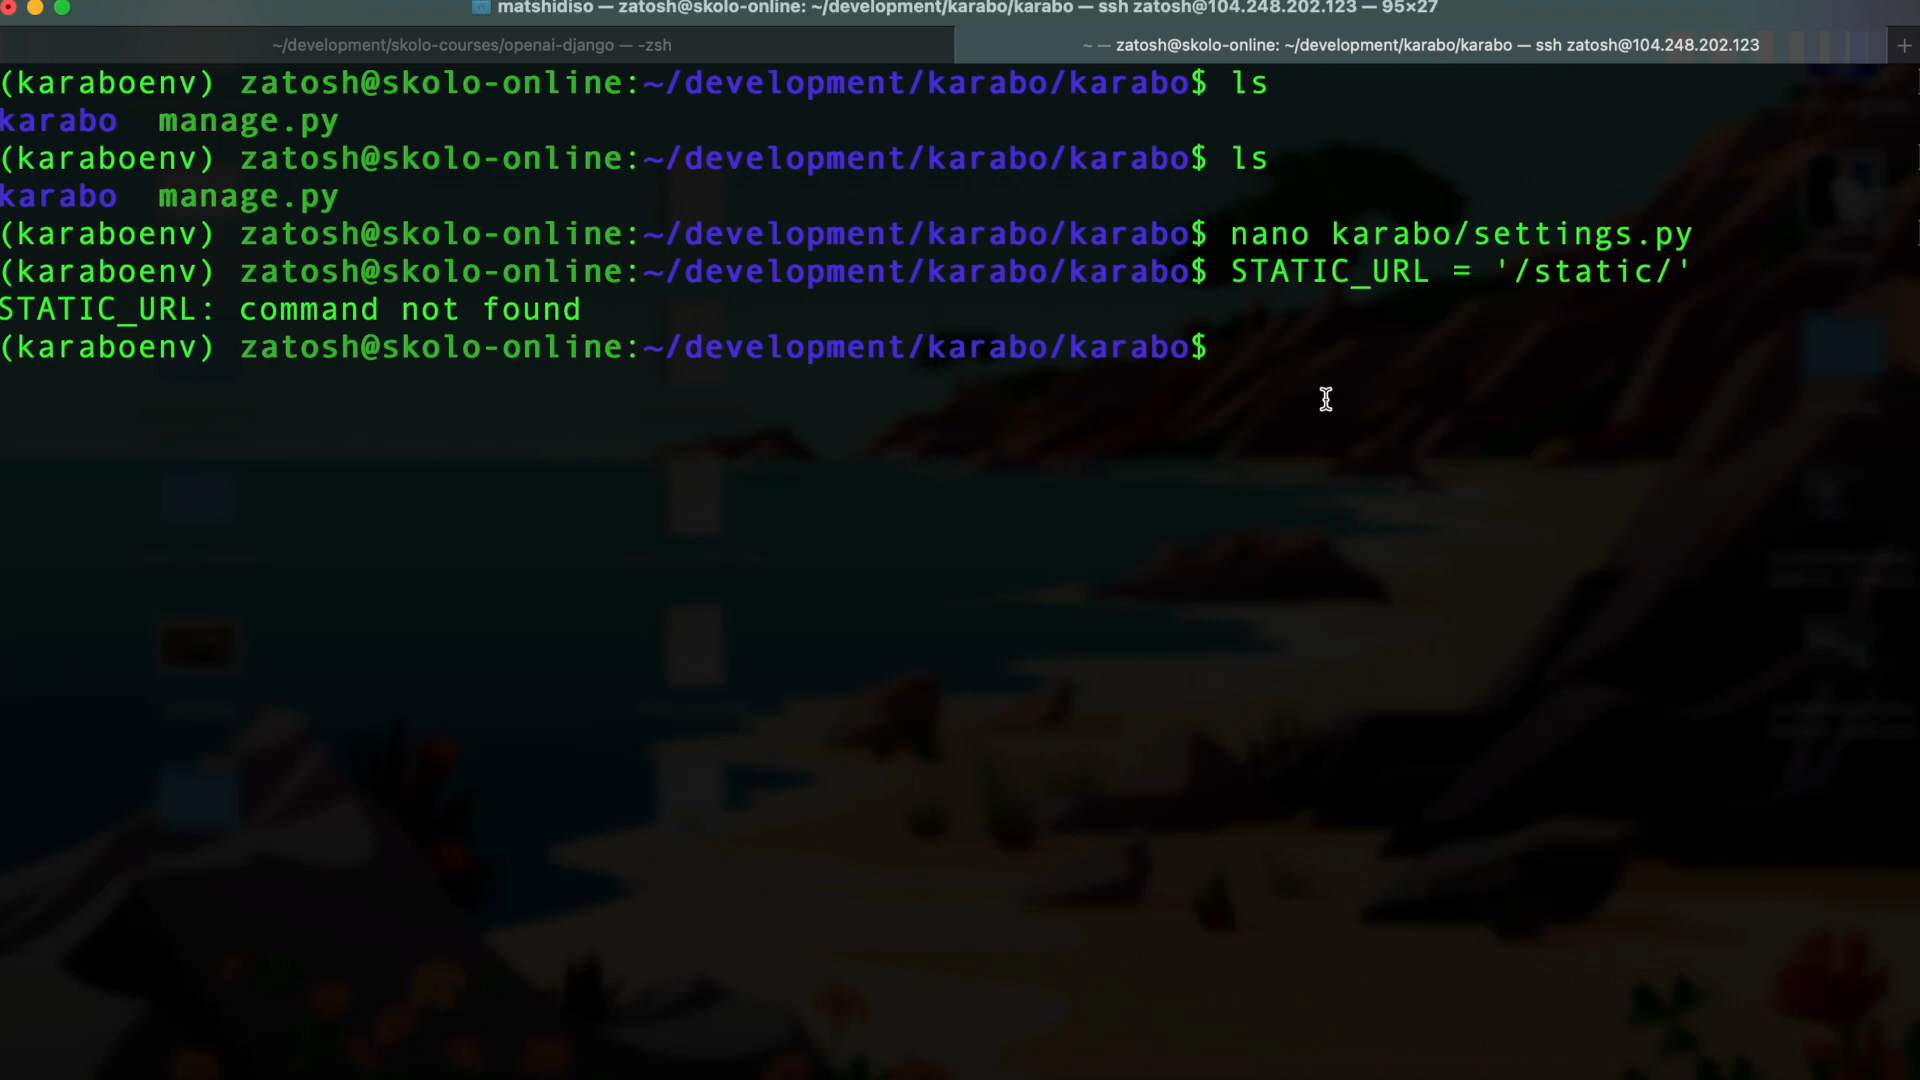 matshidiso — zatosh@skolo-online: ~/development/karabo/karabo — ssh zatosh@104.248.202.123 — 95×27
~/development/skolo-courses/openai-django — -zsh
~ — zatosh@skolo-online: ~/development/karabo/karabo — ssh zatosh@104.248.202.123
(karaboenv) zatosh@skolo-online:~/development/karabo/karabo$ ls
karabo  manage.py
(karaboenv) zatosh@skolo-online:~/development/karabo/karabo$ ls
karabo  manage.py
(karaboenv) zatosh@skolo-online:~/development/karabo/karabo$ nano karabo/settings.py
(karaboenv) zatosh@skolo-online:~/development/karabo/karabo$ STATIC_URL = '/static/'
STATIC_URL: command not found
(karaboenv) zatosh@skolo-online:~/development/karabo/karabo$